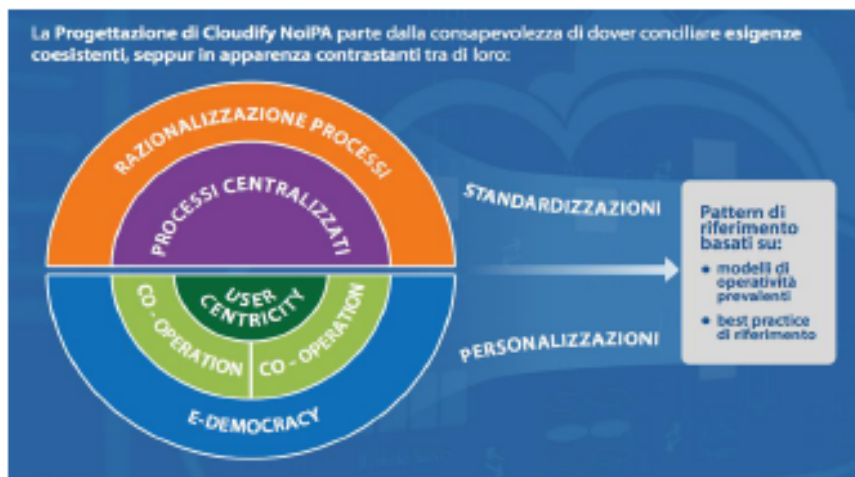 La Progettazione di Cloudify NoiPA parte dalla consapevolezza di dover conciliare esigenze
coesistenti, seppur in apparenza contrastanti tra di loro:
RAZIONALIZZAZIONE PROCESSI
PROCESSI CENTRALIZZATI
USER
CENTRICITY
CO - OPERATION
CO - OPERATION
E-DEMOCRACY
STANDARDIZZAZIONI
PERSONALIZZAZIONI
Pattern di
riferimento
basati su:
• modelli di
operatività
prevalenti
• best practice
di riferimento